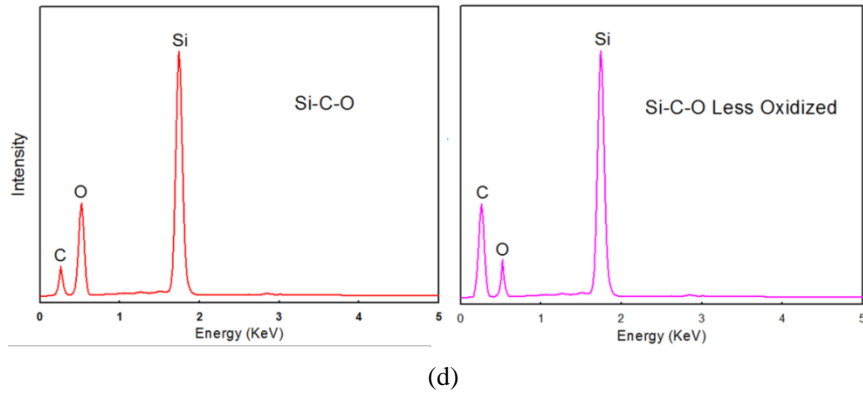 Intensity
Si
Si-C-O
O
C
0 1 2 3 4 5
Energy (KeV)
Si
Si-C-O Less Oxidized
C
O
0 1 2 3 4 5
Energy (KeV)
(d)